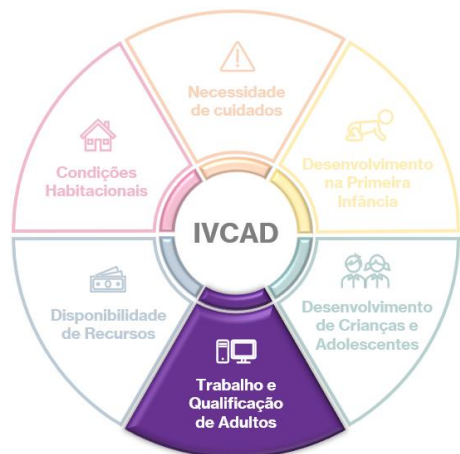 Necessidade
de cuidados
Desenvolvimento
na Primeira
Infância
Condições
Habitacionais
IVCAD
Disponibilidade
de Recursos
Desenvolvimento
de Crianças e
Adolescentes
Trabalho e
Qualificação
de Adultos